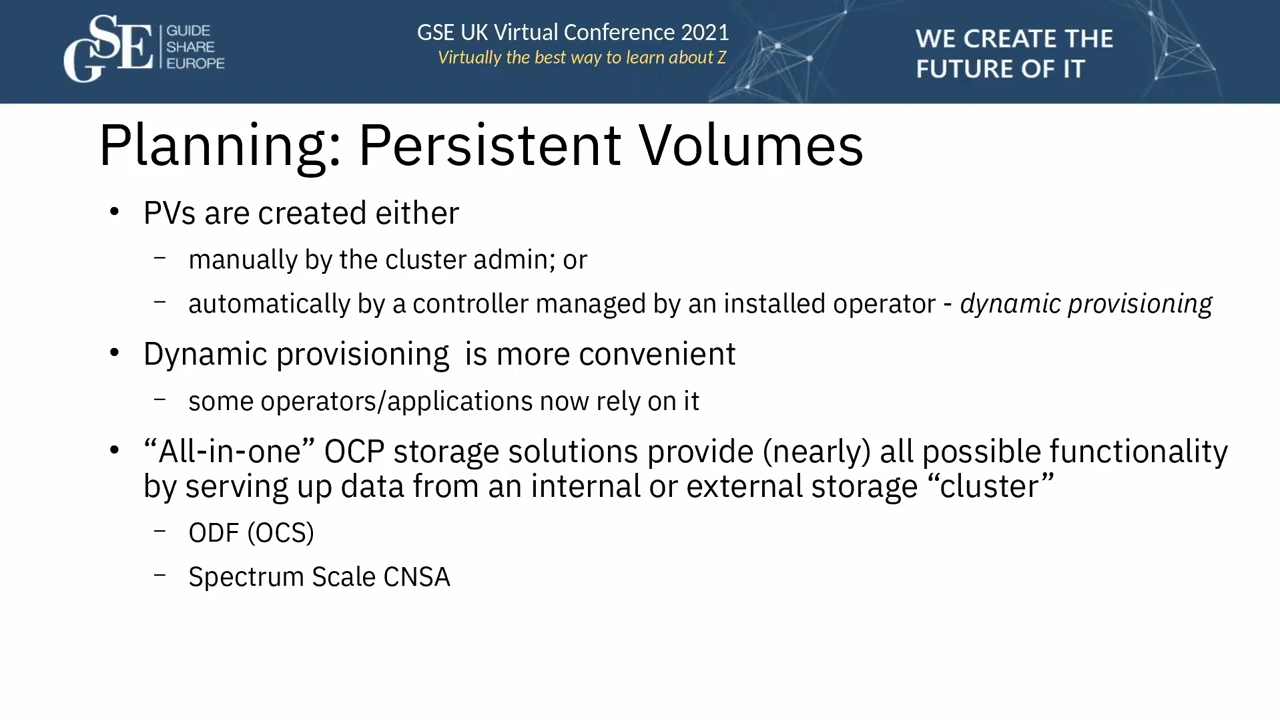 GSE
GUIDE
SHARE
EUROPE
GSE UK Virtual Conference 2021
Virtually the best way to learn about Z
WE CREATE THE
FUTURE OF IT
Planning: Persistent Volumes
• PVs are created either
– manually by the cluster admin; or
– automatically by a controller managed by an installed operator - dynamic provisioning
• Dynamic provisioning is more convenient
– some operators/applications now rely on it
• “All-in-one” OCP storage solutions provide (nearly) all possible functionality
by serving up data from an internal or external storage “cluster”
– ODF (OCS)
– Spectrum Scale CNSA